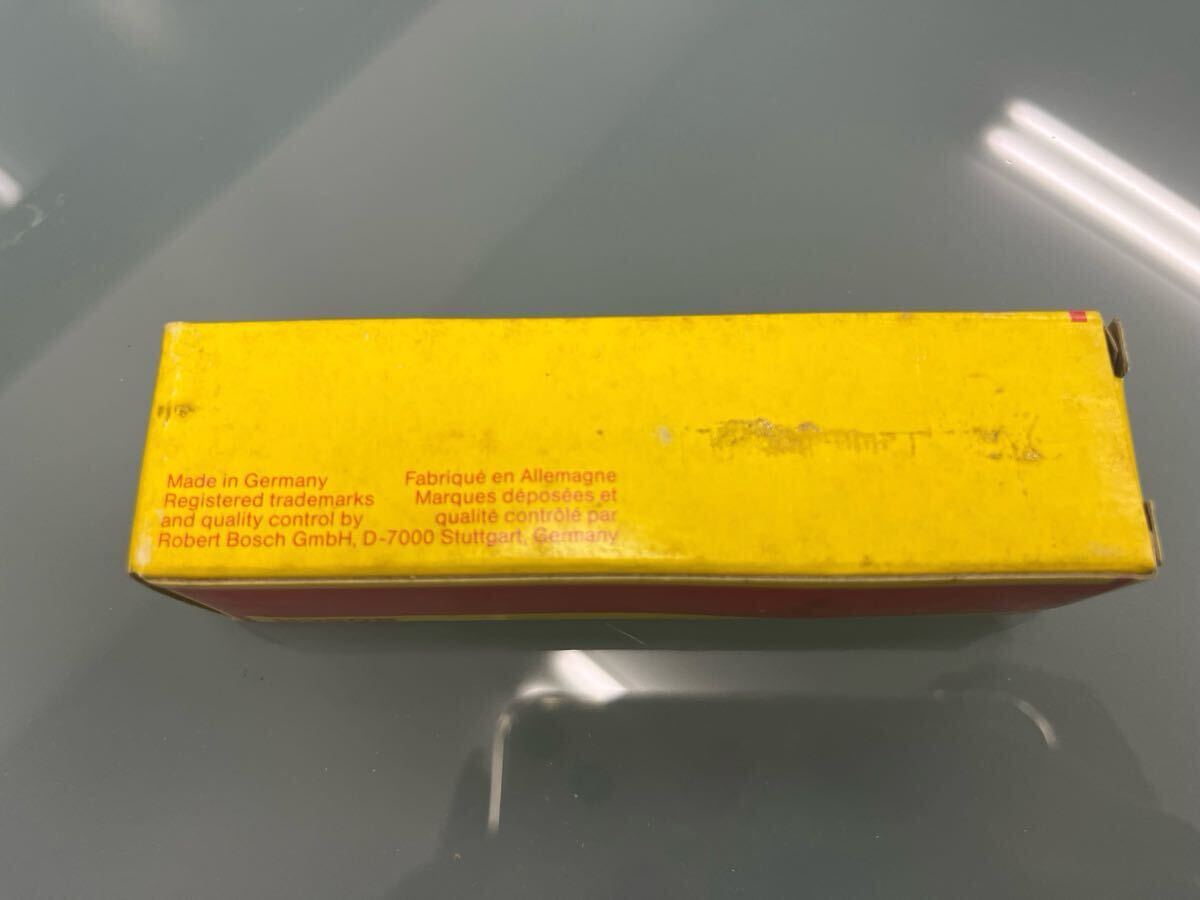 Made in Germany
Registered trademarks
and quality control by
Fabriqué en Allemagne
Marques déposées et
qualité contrôlé par
Robert Bosch GmbH, D-7000 Stuttgart, Germany